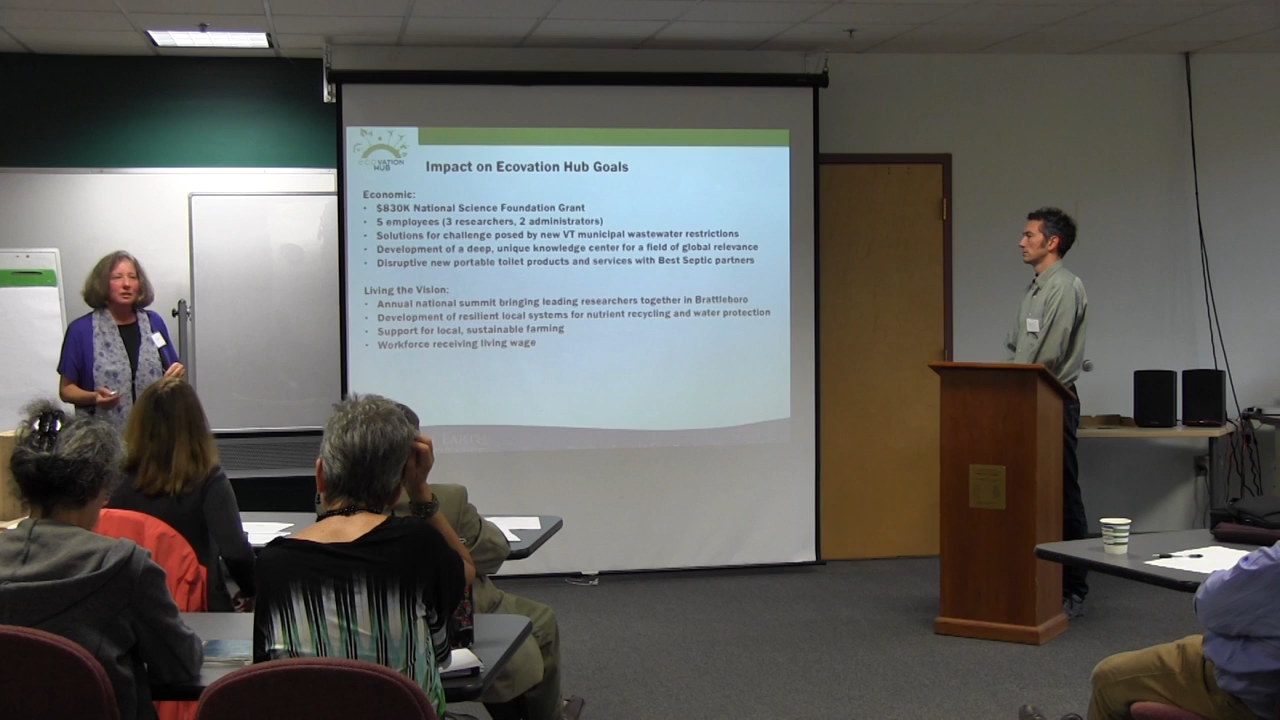 ecovation
HUB
Impact on Ecovation Hub Goals
Economic:
• $830K National Science Foundation Grant
• 5 employees (3 researchers, 2 administrators)
• Solutions for challenge posed by new VT municipal wastewater restrictions
• Development of a deep, unique knowledge center for a field of global relevance
• Disruptive new portable toilet products and services with Best Septic partners
Living the Vision:
• Annual national summit bringing leading researchers together in Brattleboro
• Development of resilient local systems for nutrient recycling and water protection
• Support for local, sustainable farming
• Workforce receiving living wage